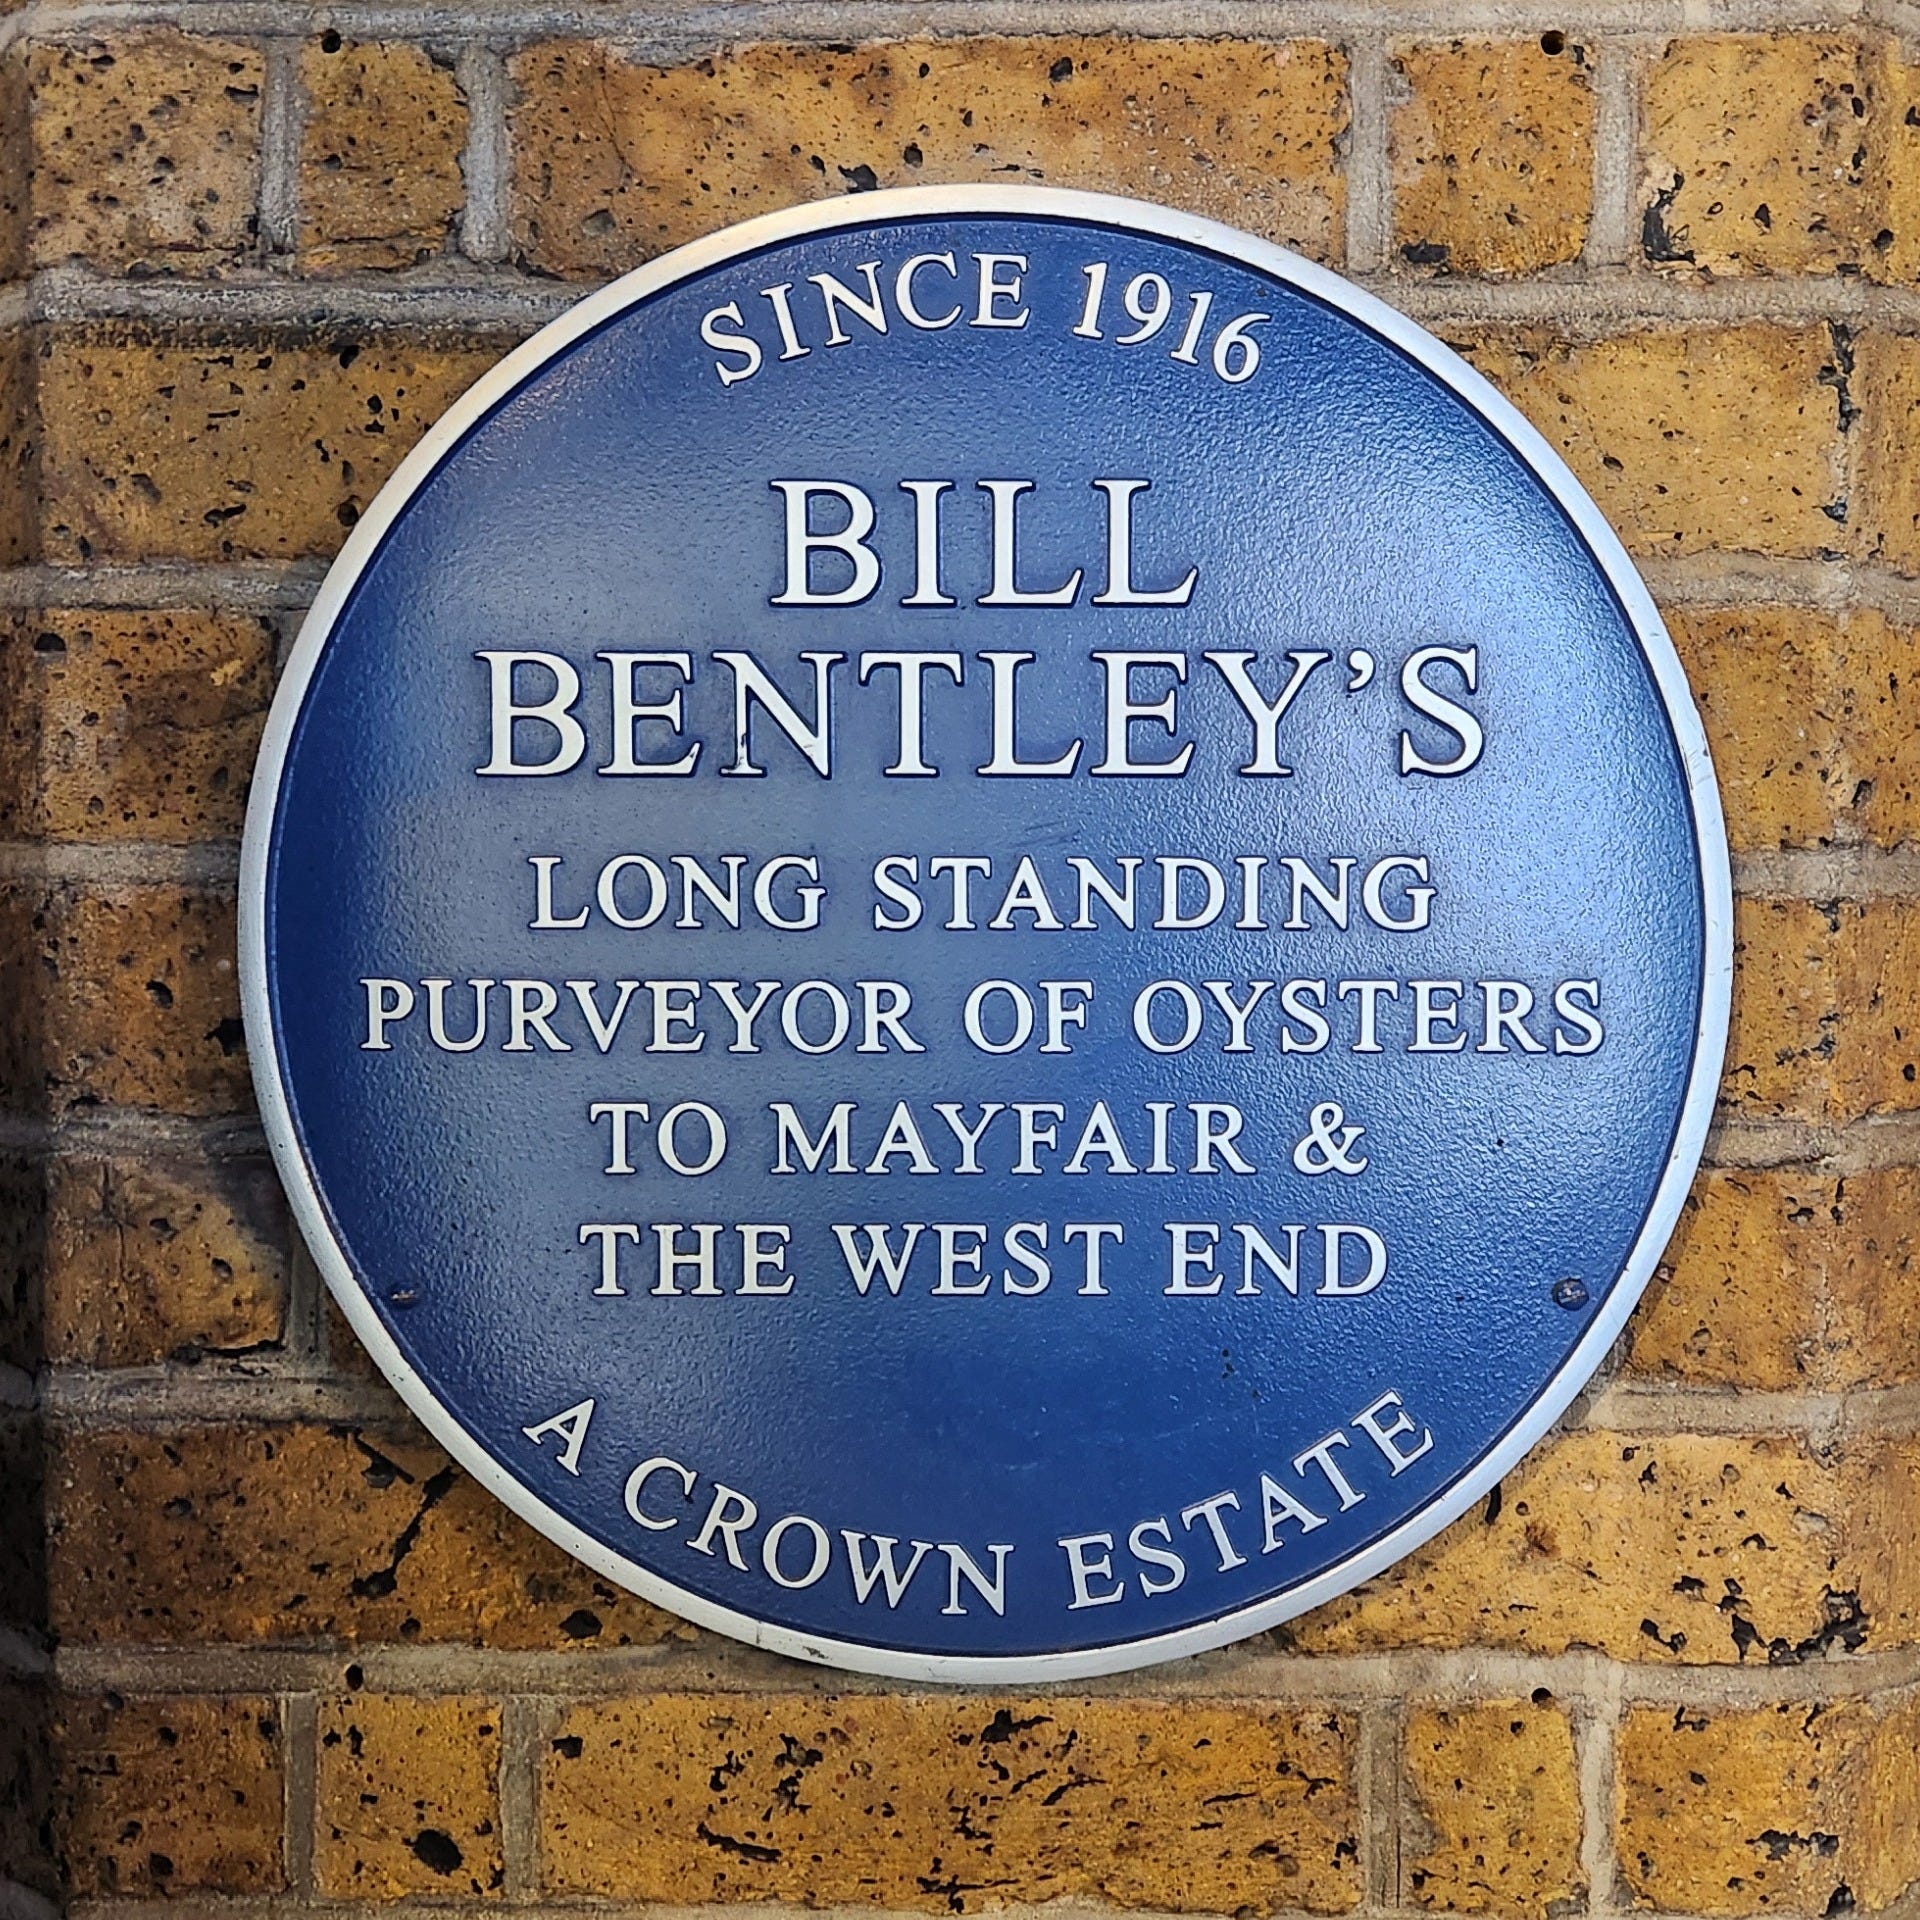 SINCE 1916
BILL
BENTLEY'S
LONG STANDING
PURVEYOR OF OYSTERS
TO MAYFAIR &
THE WEST END
A CROWN ESTATE